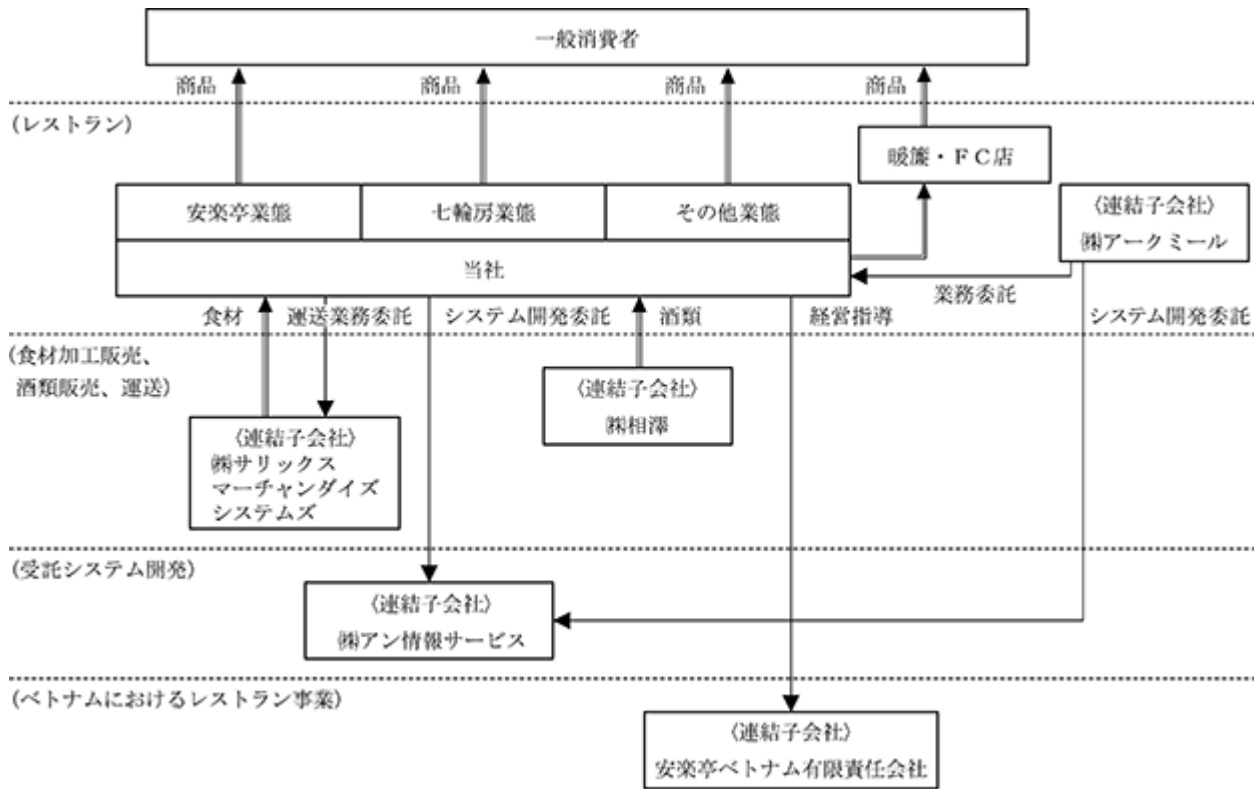 一般消費者
商品
商品
商品
商品
(レストラン)
暖簾・FC店
安楽亭業態
七輪房業態
その他業態
〈連結子会社〉
㈱アークミール
当社
業務委託
食材
運送業務委託
システム開発委託
酒類
経営指導
システム開発委託
(食材加工販売、
酒類販売、運送)
〈連結子会社〉
㈱相澤
〈連結子会社〉
㈱サリックス
マーチャンダイズ
システムズ
(受託システム開発)
〈連結子会社〉
㈱アン情報サービス
(ベトナムにおけるレストラン事業)
〈連結子会社〉
安楽亭ベトナム有限責任会社